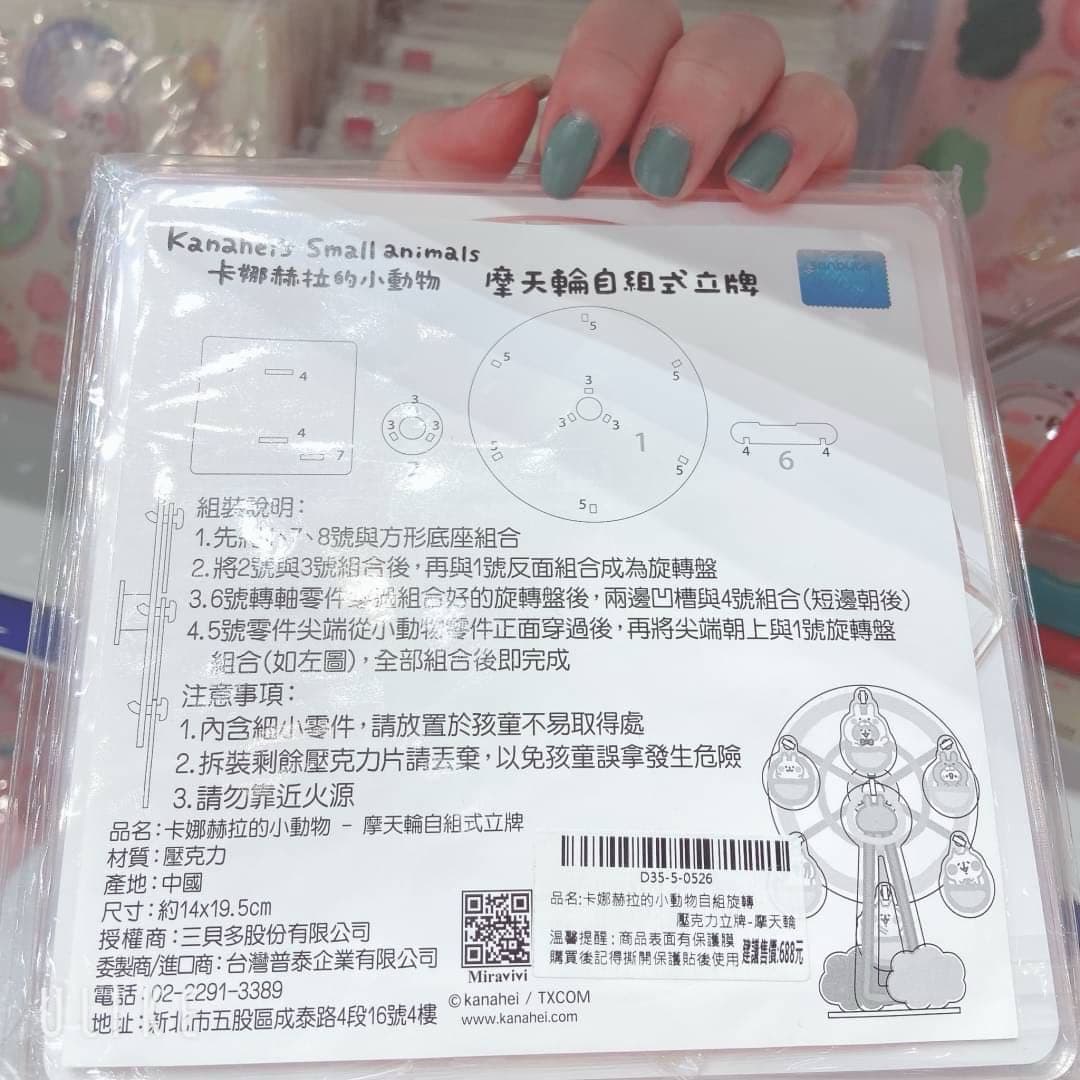 Kanahei's Small animals
卡娜赫拉的小動物 摩天輪自組式立牌
5
5
5
5
5
5
3
3
3
1
4
4
7
3
3
3
4
4
6
組裝說明：
1.先將 、8號與方形底座組合
2.將2號與3號組合後，再與1號反面組合成為旋轉盤
3.6號轉軸零件 過組合好的旋轉盤後，兩邊凹槽與4號組合(短邊朝後)
4.5號零件尖端從小動物零件正面穿過後，再將尖端朝上與1號旋轉盤
組合(如左圖)，全部組合後即完成
注意事項：
1.內含細小零件，請放置於孩童不易取得處
2.拆裝剩餘壓克力片請丟棄，以免孩童誤拿發生危險
3.請勿靠近火源
品名：卡娜赫拉的小動物 - 摩天輪自組式立牌
材質：壓克力
產地：中國
尺寸：約14x19.5cm
授權商：三貝多股份有限公司
委製商/進口商：台灣普泰企業有限公司
電話：02-2291-3389
地址：新北市五股區成泰路4段16號4樓
Miravivi
©kanahei / TXCOM
www.kanahei.com
D35-5-0526
品名:卡娜赫拉的小動物自組旋轉
壓克力立牌-摩天輪
溫馨提醒：商品表面有保護膜
購買後記得撕開保護貼後使用
建議售價:688元